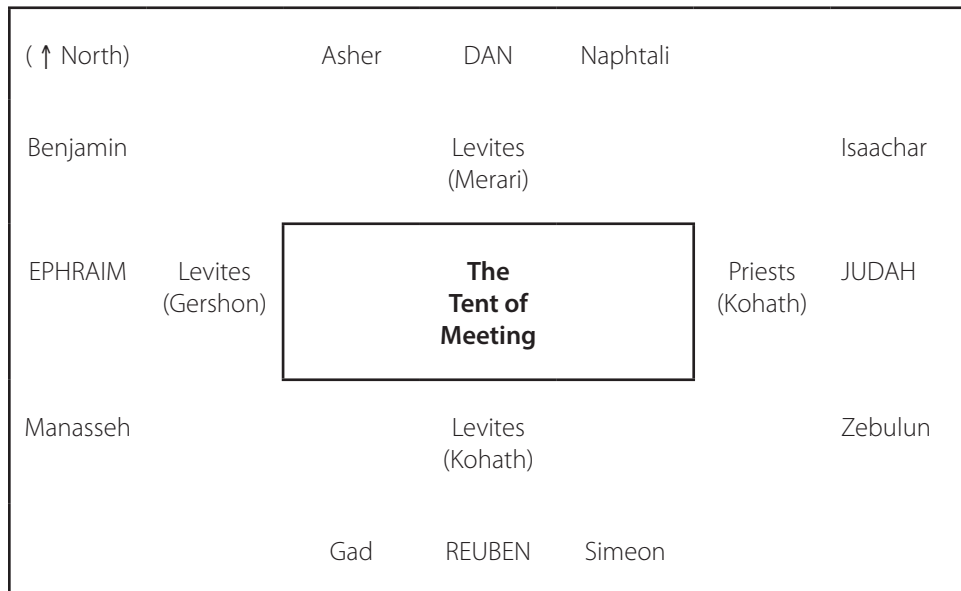 ( ↑ North) Asher DAN Naphtali
Benjamin Levites Isaachar
(Merari)
EPHRAIM Levites The Priests JUDAH
(Gershon) Tent of (Kohath)
Meeting
Manasseh Levites Zebulun
(Kohath)
Gad REUBEN Simeon